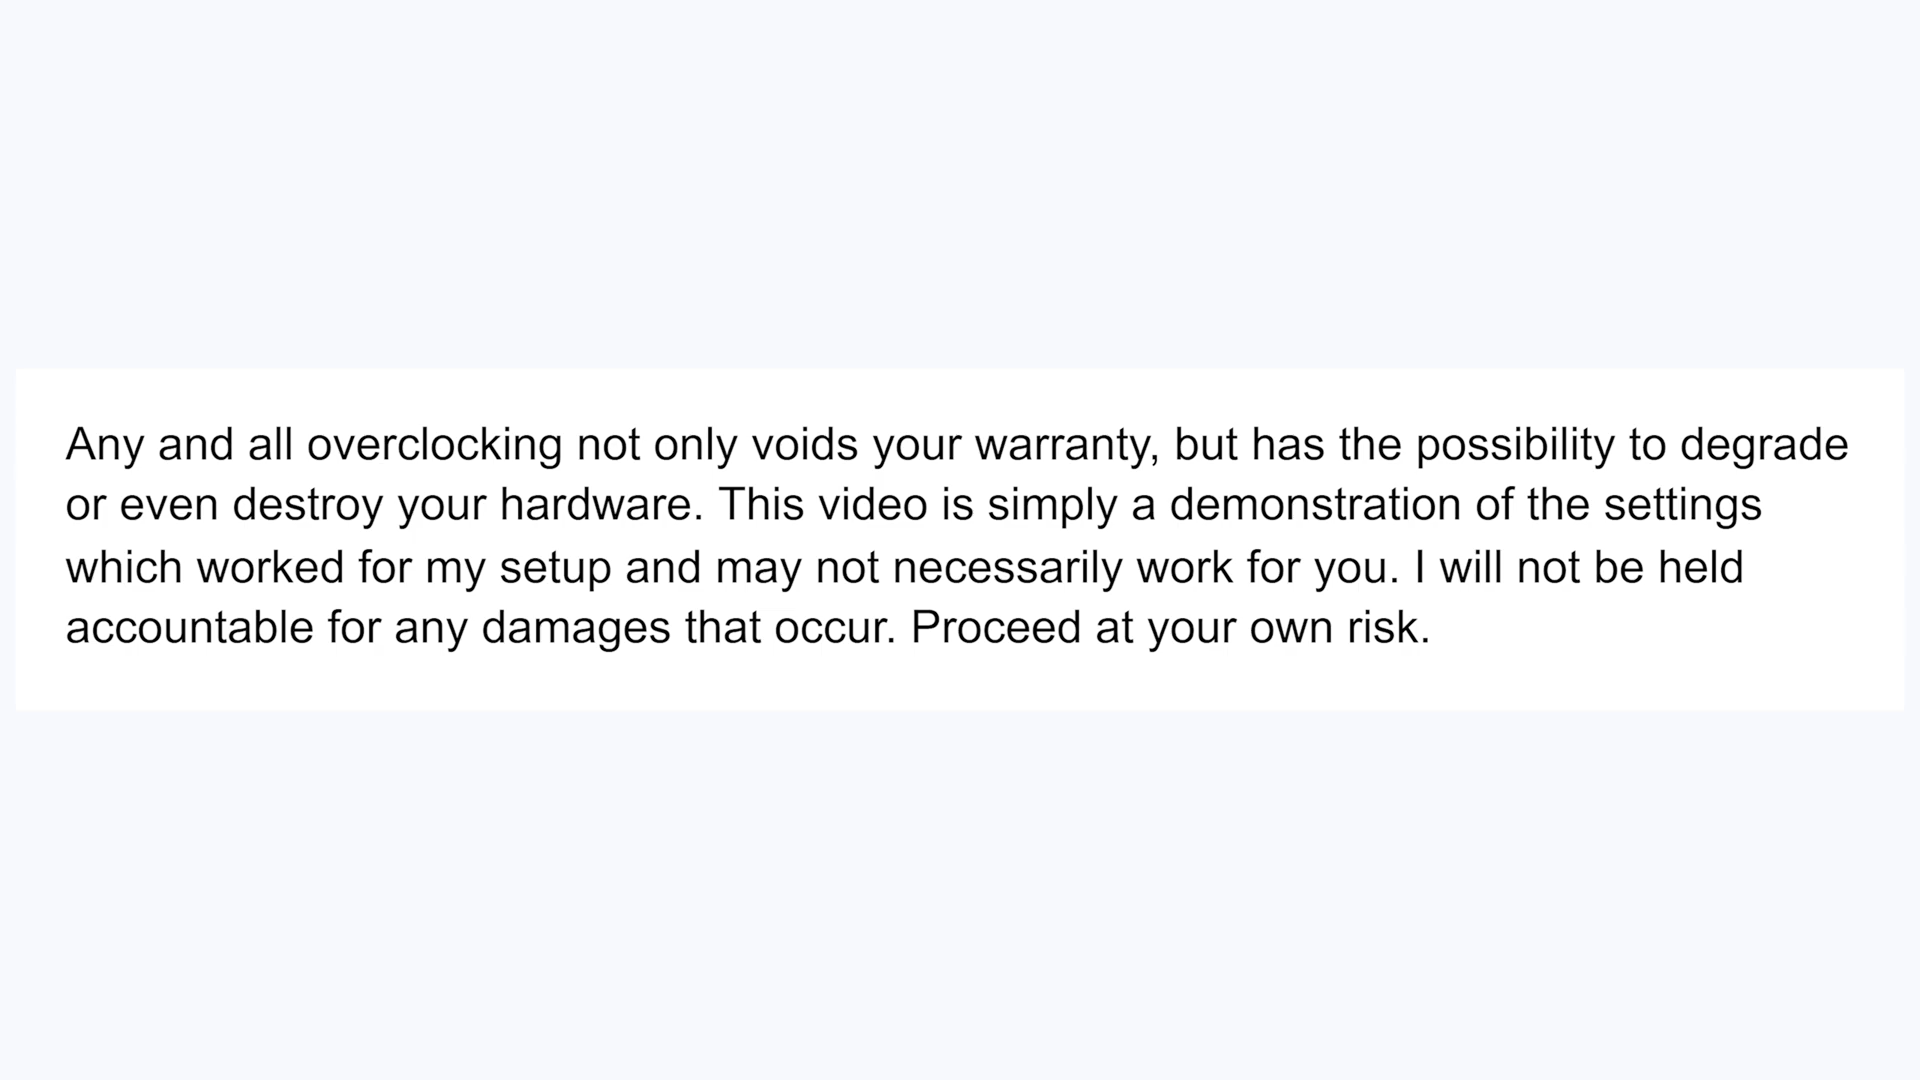 Any and all overclocking not only voids your warranty, but has the possibility to degrade
or even destroy your hardware. This video is simply a demonstration of the settings
which worked for my setup and may not necessarily work for you. I will not be held
accountable for any damages that occur. Proceed at your own risk.